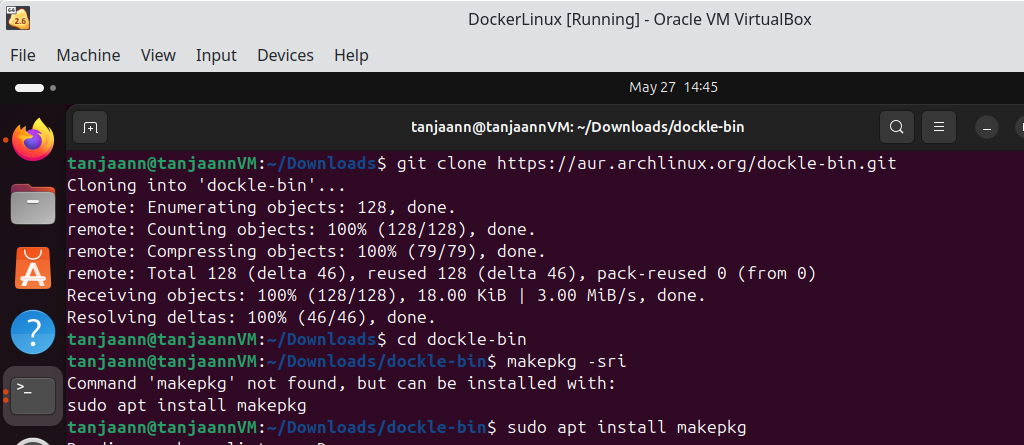 DockerLinux [Running] - Oracle VM VirtualBox
File Machine View Input Devices Help
May 27 14:45
tanjaann@tanjaannVM: ~/Downloads/dockle-bin
tanjaann@tanjaannVM:~/Downloads$ git clone https://aur.archlinux.org/dockle-bin.git
Cloning into 'dockle-bin'...
remote: Enumerating objects: 128, done.
remote: Counting objects: 100% (128/128), done.
remote: Compressing objects: 100% (79/79), done.
remote: Total 128 (delta 46), reused 128 (delta 46), pack-reused 0 (from 0)
Receiving objects: 100% (128/128), 18.00 KiB | 3.00 MiB/s, done.
Resolving deltas: 100% (46/46), done.
tanjaann@tanjaannVM:~/Downloads$ cd dockle-bin
tanjaann@tanjaannVM:~/Downloads/dockle-bin$ makepkg -sri
Command 'makepkg' not found, but can be installed with:
sudo apt install makepkg
tanjaann@tanjaannVM:~/Downloads/dockle-bin$ sudo apt install makepkg